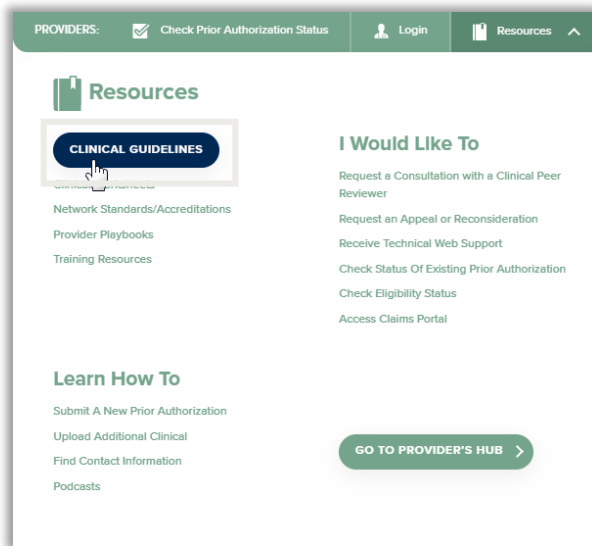 PROVIDERS: Check Prior Authorization Status Login Resources
Resources
CLINICAL GUIDELINES
Network Standards/Accreditations
Provider Playbooks
Training Resources
I Would Like To
Request a Consultation with a Clinical Peer
Reviewer
Request an Appeal or Reconsideration
Receive Technical Web Support
Check Status Of Existing Prior Authorization
Check Eligibility Status
Access Claims Portal
Learn How To
Submit A New Prior Authorization
Upload Additional Clinical
Find Contact Information
Podcasts
GO TO PROVIDER'S HUB